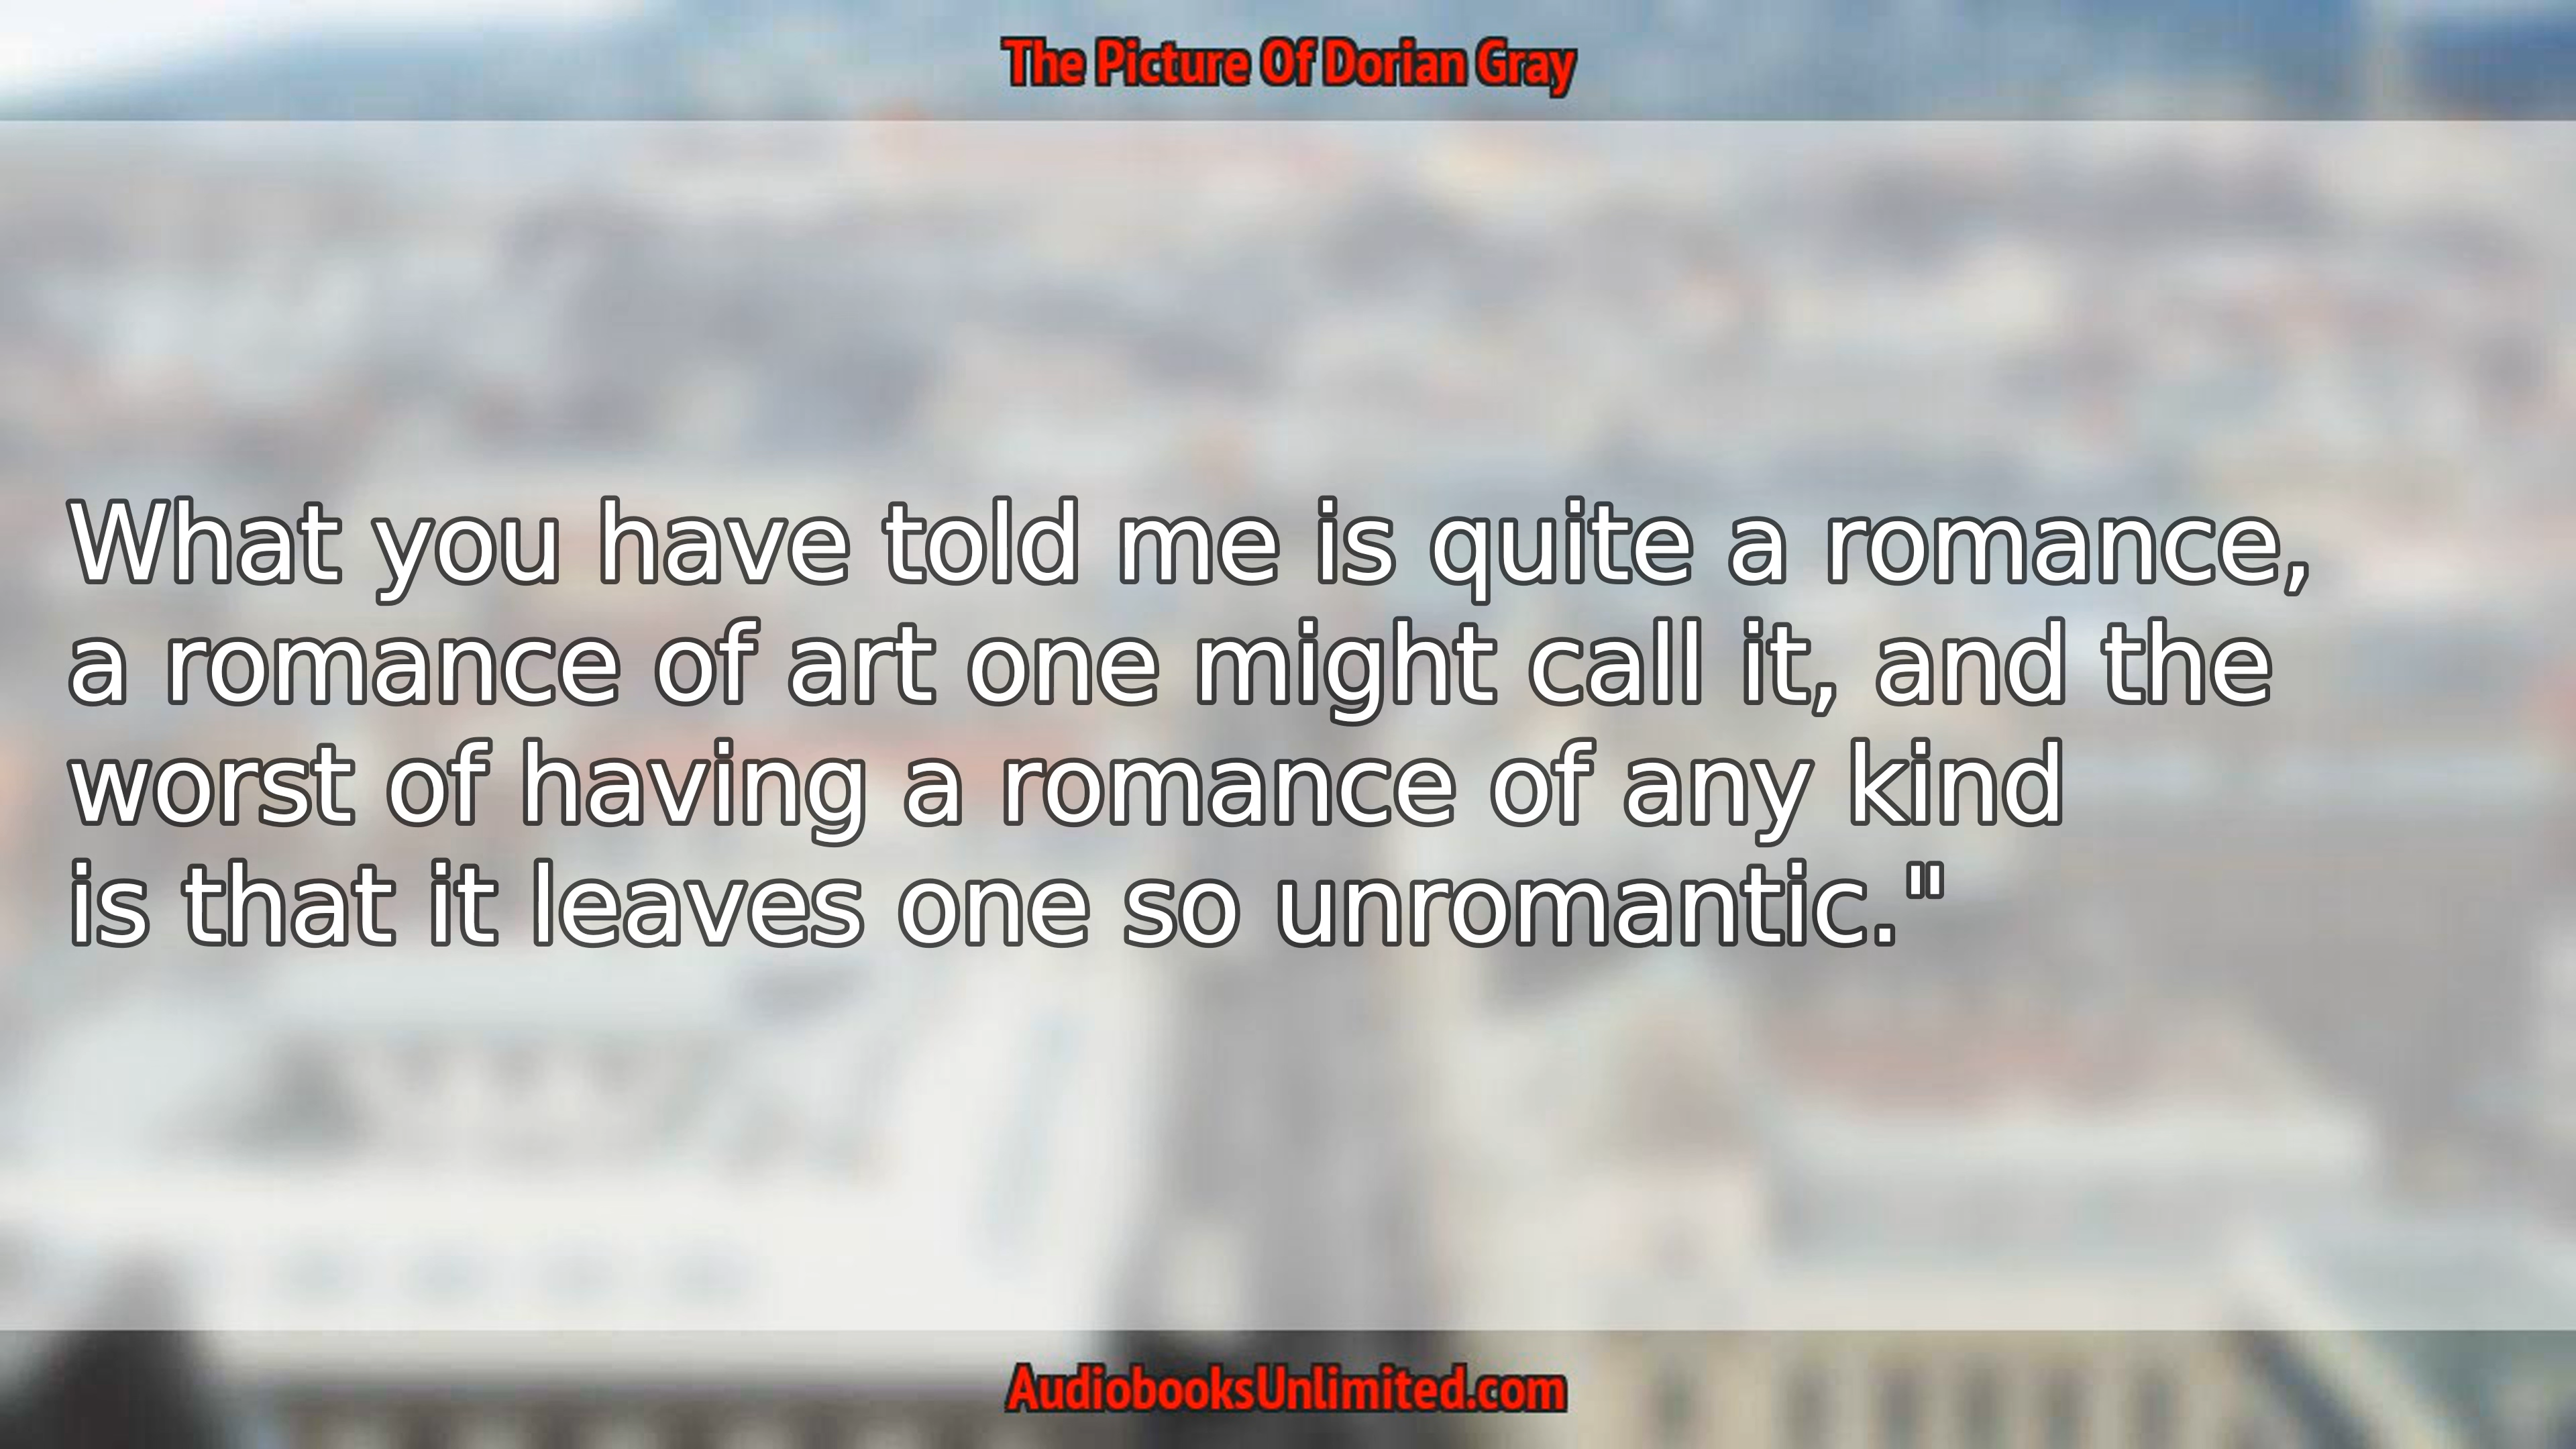 The Picture Of Dorian Gray
What you have told me is quite a romance,
a romance of art one might call it, and the
worst of having a romance of any kind
is that it leaves one so unromantic."
AudiobooksUnlimited.com